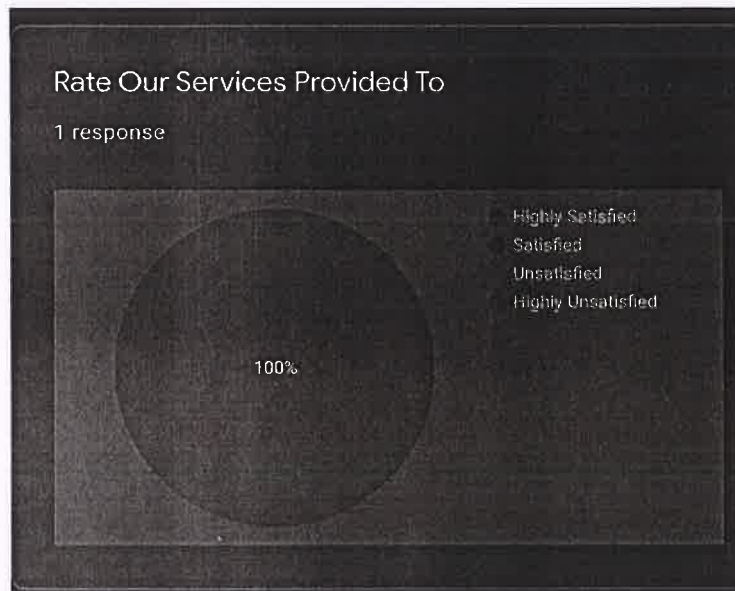 Rate Our Services Provided To
1 response
Highly Satisfied
Satisfied
Unsatisfied
Highly Unsatisfied
100%